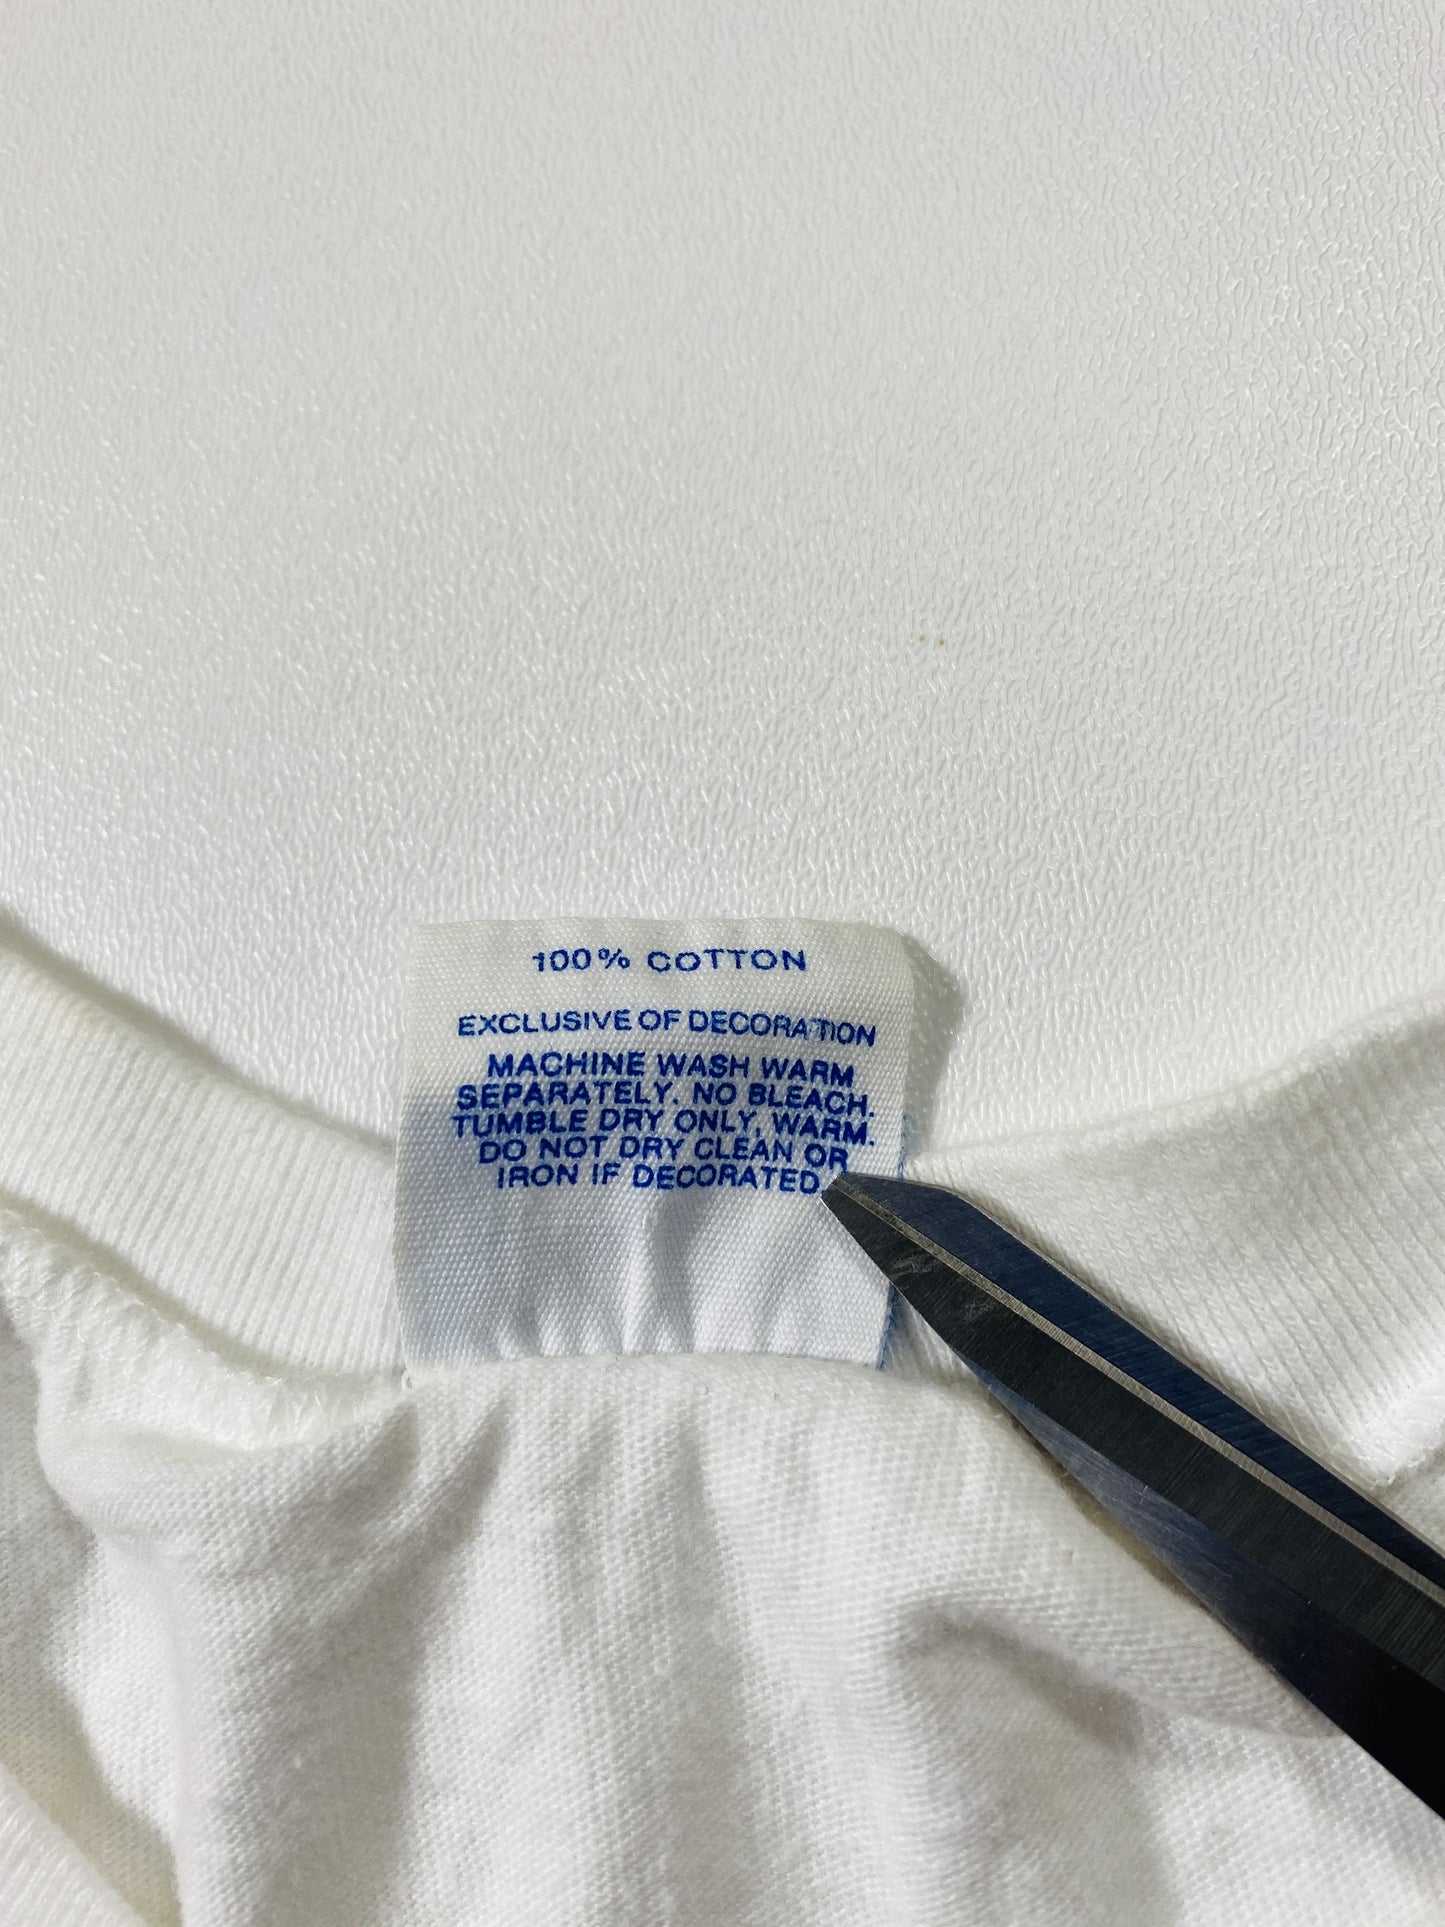 100% COTTON
EXCLUSIVE OF DECORATION
MACHINE WASH WARM
SEPARATELY. NO BLEACH.
TUMBLE DRY ONLY, WARM.
DO NOT DRY CLEAN OR
IRON IF DECORATED.